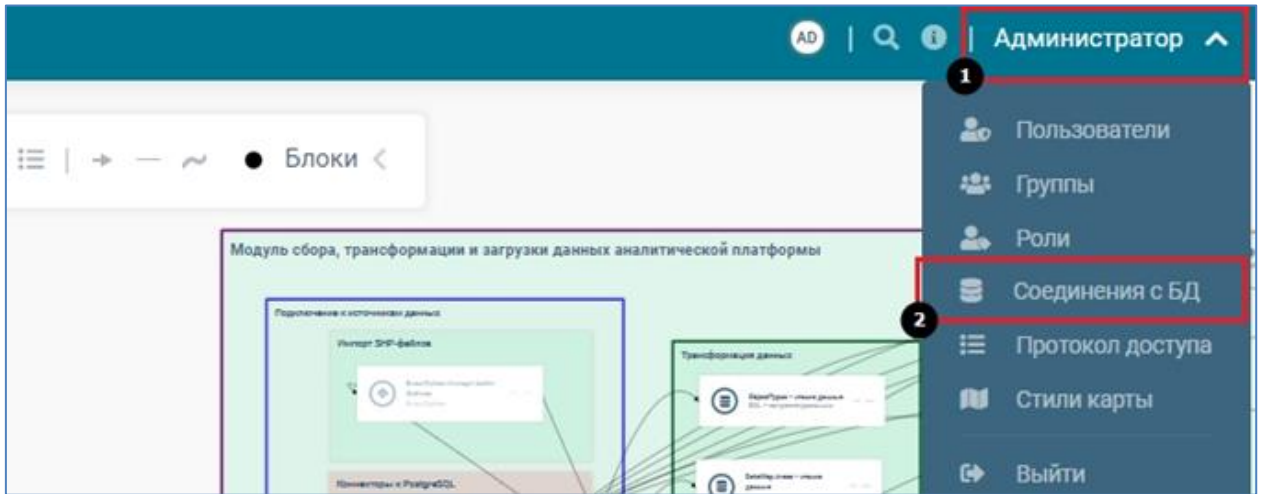 AD
Администратор
1
Пользователи
Блоки
Группы
Роли
Модуль сбора, трансформации и загрузки данных аналитической платформы
Соединения с БД
2
Подключение к источникам данных
Импорт SHP-файлов
Протокол доступа
Трансформация данных
Стили карты
Коннекторы к PostgreSQL
Выйти